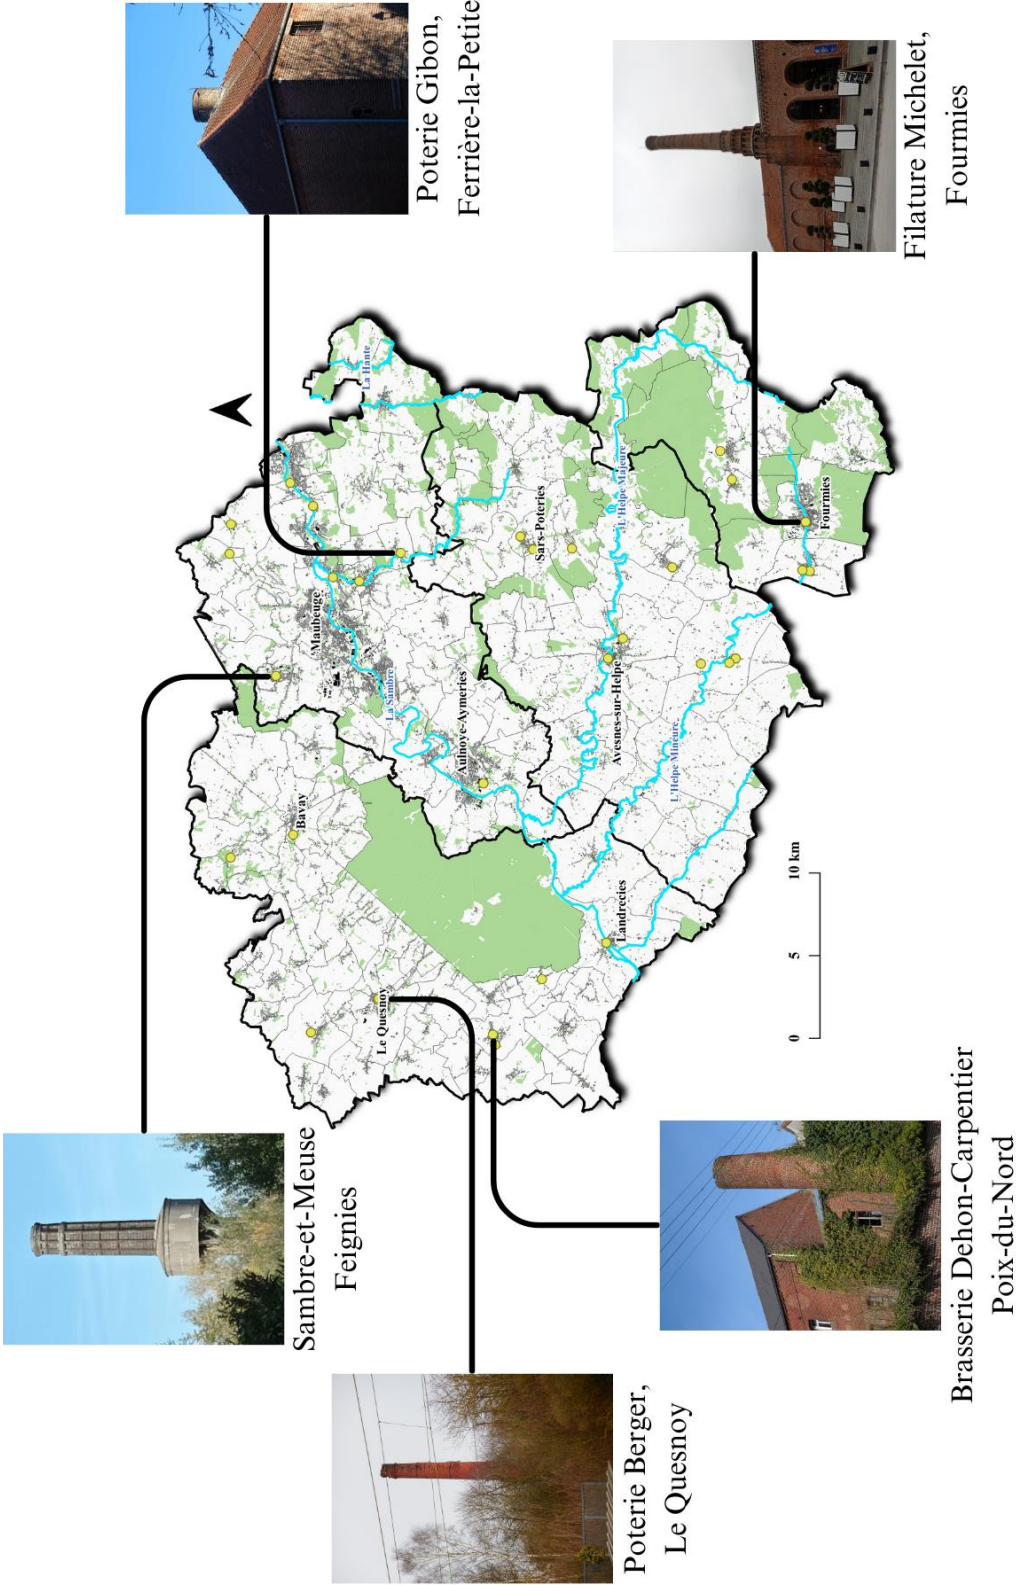 Sambre-et-Meuse
Feignies
Poterie Gibon,
Ferrière-la-Petite
Poterie Berger,
Le Quesnoy
Brasserie Dehon-Carpentier
Poix-du-Nord
Filature Michelet,
Fourmies
Bavay
Maubeuge
La Hante
Le Quesnoy
La Sambre
Aulnoye-Aymeries
Sars-Poteries
Landrecies
Avesnes-sur-Helpe
L'Helpe Majeure
L'Helpe Mineure
Fourmies
0 5 10 km